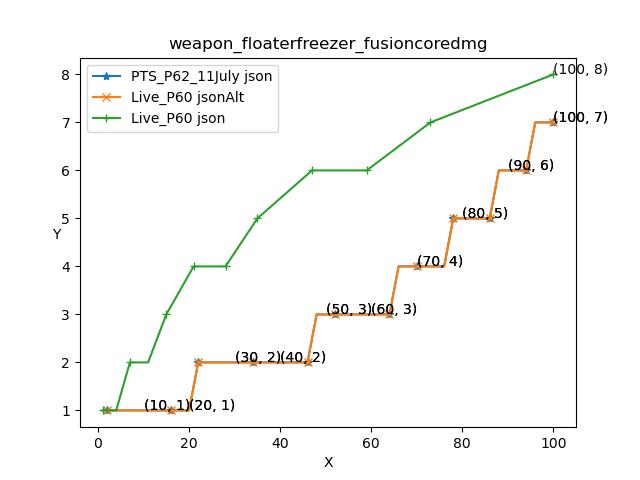 weapon_floaterfreezer_fusioncoredmg
PTS_P62_11July json
Live_P60 jsonAlt
Live_P60 json
(100, 8)
8
(100, 7)
7
(90, 6)
6
(80, 5)
5
Y
(70, 4)
4
(50, 3)(60, 3)
3
(30, 2)(40, 2)
2
(10, 1)(20, 1)
1
0 20 40 60 80 100
X